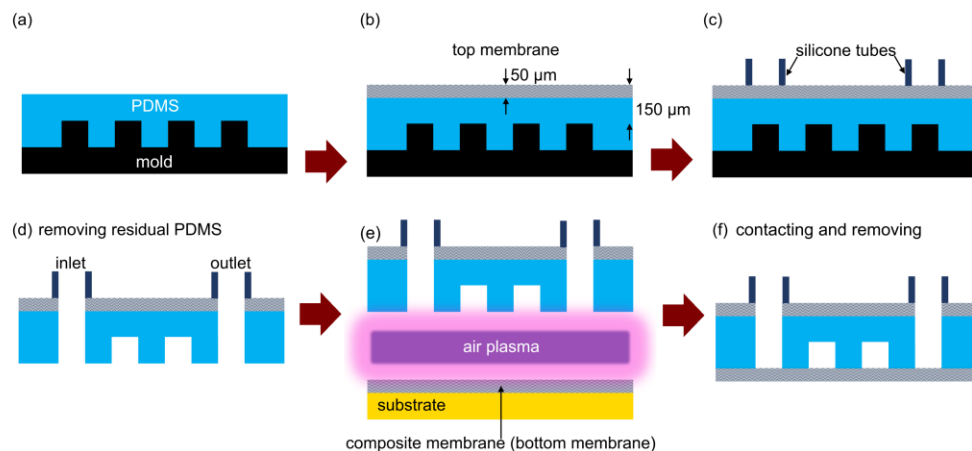 (a)
PDMS
mold
(b)
top membrane
50 µm
150 µm
(c)
silicone tubes
(d) removing residual PDMS
inlet
outlet
(e)
air plasma
substrate
composite membrane (bottom membrane)
(f) contacting and removing